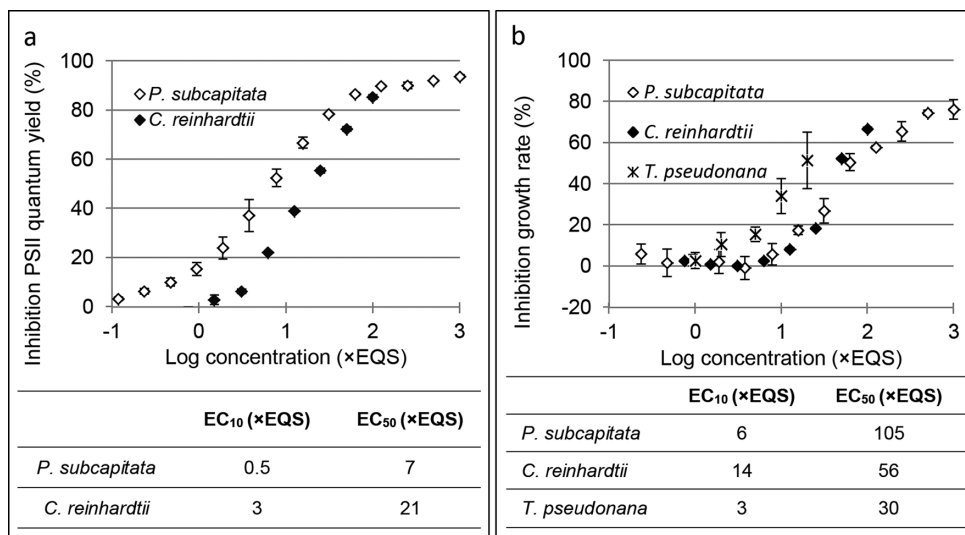 a
Inhibition PSII quantum yield (%)
100
80
60
40
20
0
P. subcapitata
C. reinhardtii
-1 0 1 2 3
Log concentration (×EQS)
EC10 (×EQS) EC50 (×EQS)
P. subcapitata 0.5 7
C. reinhardtii 3 21
b
Inhibition growth rate (%)
100
80
60
40
20
0
-20
P. subcapitata
C. reinhardtii
T. pseudonana
-1 0 1 2 3
Log concentration (×EQS)
EC10 (×EQS) EC50 (×EQS)
P. subcapitata 6 105
C. reinhardtii 14 56
T. pseudonana 3 30